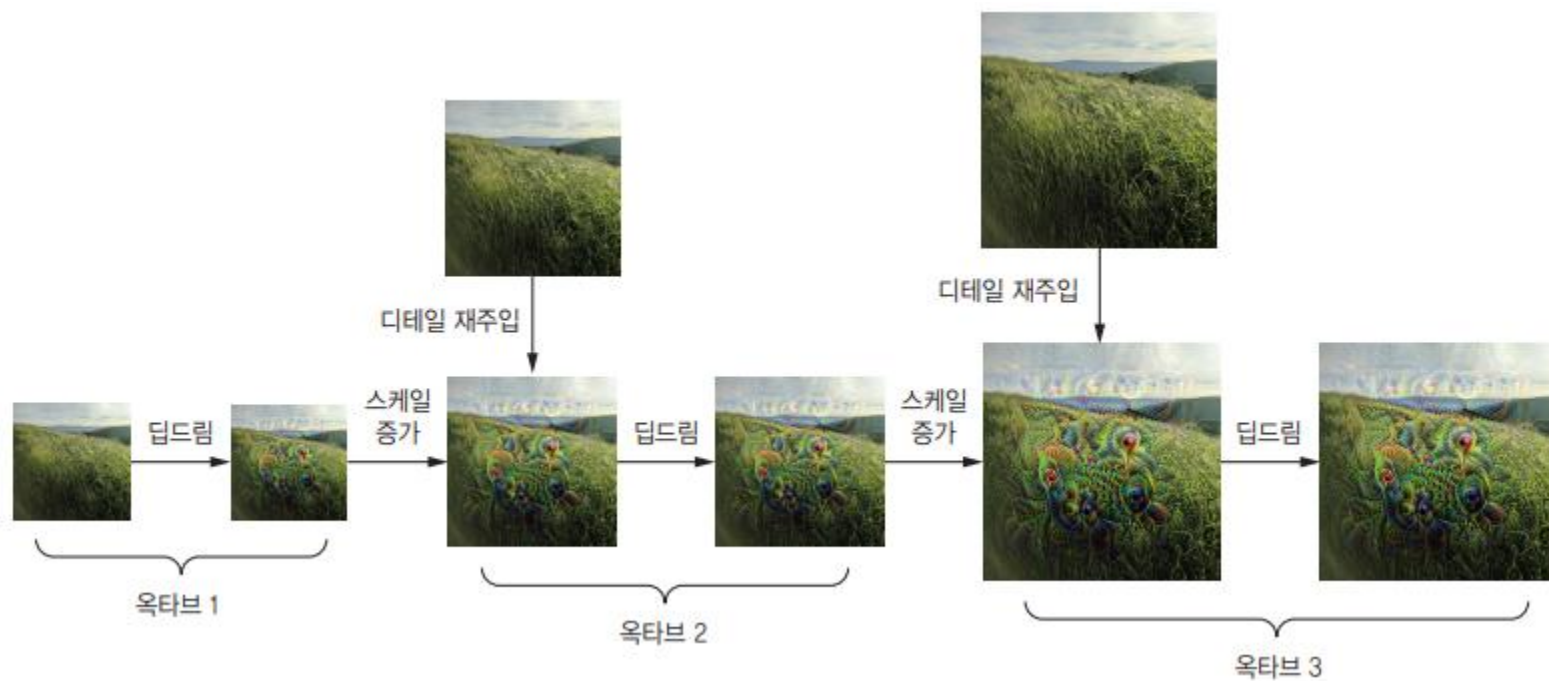 디테일 재주입
디테일 재주입
딥드림
스케일
증가
딥드림
스케일
증가
딥드림
옥타브 1
옥타브 2
옥타브 3